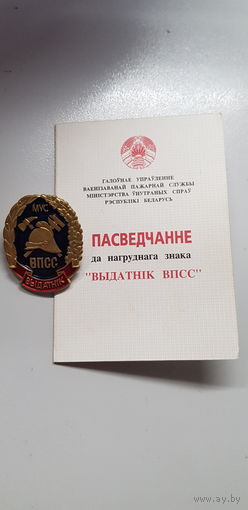 ГАЛОЎНАЕ УПРАЎЛЕННЕ
ВАЕНІЗАВАНАЙ ПАЖАРНАЙ СЛУЖБЫ
МІНІСТЭРСТВА ЎНУТРАНЫХ СПРАЎ
РЭСПУБЛІКІ БЕЛАРУСЬ
ПАСВЕДЧАННЕ
да нагруднага знака
"ВЫДАТНІК ВПСС"
МУС
ВПСС
ВЫДАТНІК
www.ay.by